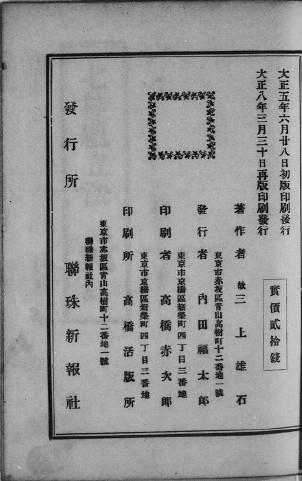 大正五年六月廿八日初版印刷發行
大正八年三月三十日再版印刷發行
實價貳拾錢
著作者 故 三上雄石
東京市赤坂區青山高樹町十二番地一號
發行者 內田福太郎
東京市京橋區築町四丁目三番地
印刷者 高橋赤次郎
東京市京橋區築町四丁目三番地
印刷所 高橋活版所
東京市赤坂區青山高樹町十二番地一號
聯珠新報社內
發行所 聯珠新報社